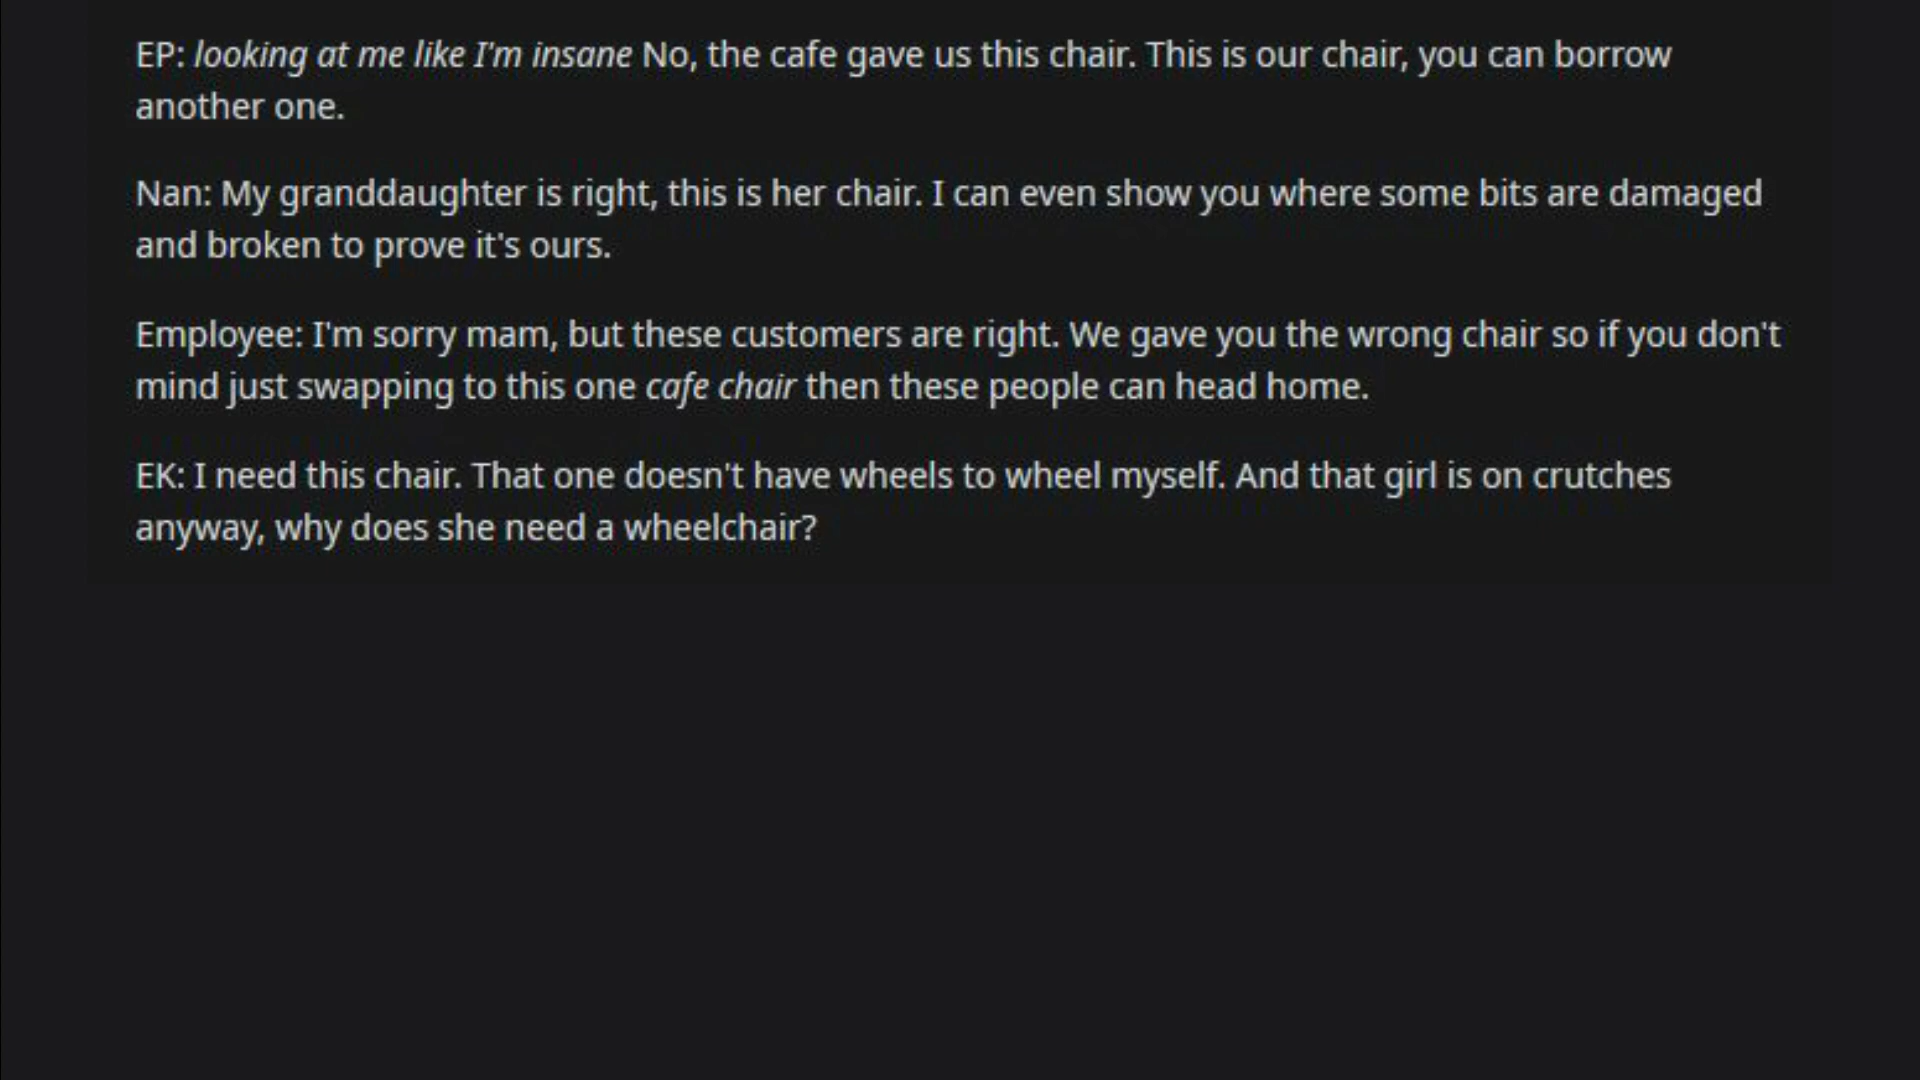 EP: looking at me like I'm insane No, the cafe gave us this chair. This is our chair, you can borrow
another one.
Nan: My granddaughter is right, this is her chair. I can even show you where some bits are damaged
and broken to prove it's ours.
Employee: I'm sorry mam, but these customers are right. We gave you the wrong chair so if you don't
mind just swapping to this one cafe chair then these people can head home.
EK: I need this chair. That one doesn't have wheels to wheel myself. And that girl is on crutches
anyway, why does she need a wheelchair?